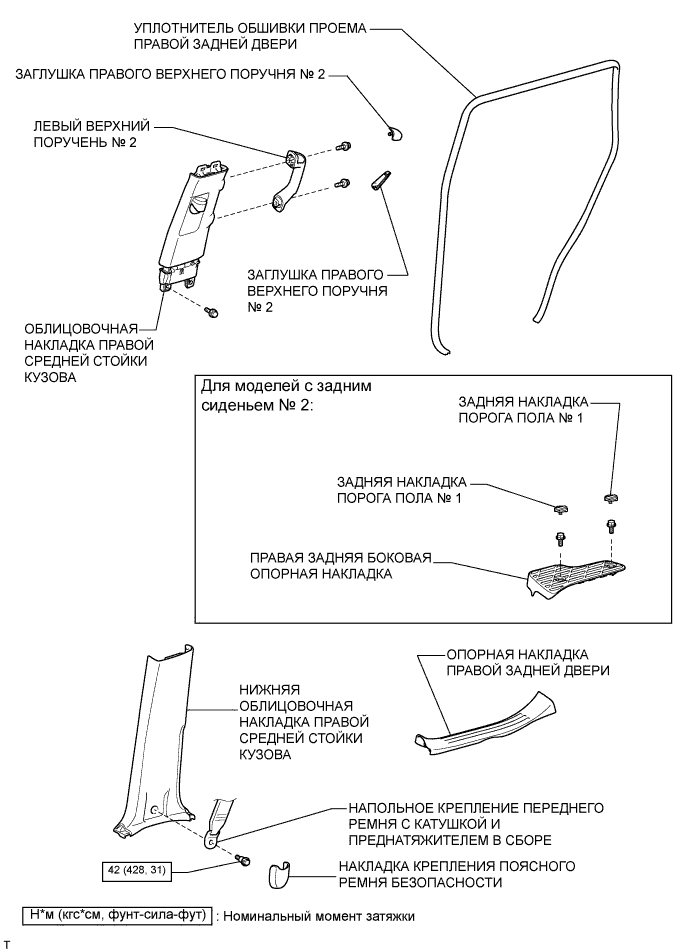 УПЛОТНИТЕЛЬ ОБШИВКИ ПРОЕМА
ПРАВОЙ ЗАДНЕЙ ДВЕРИ
ЗАГЛУШКА ПРАВОГО ВЕРХНЕГО ПОРУЧНЯ № 2
ЛЕВЫЙ ВЕРХНИЙ
ПОРУЧЕНЬ № 2
ЗАГЛУШКА ПРАВОГО
ВЕРХНЕГО ПОРУЧНЯ
№ 2
ОБЛИЦОВОЧНАЯ
НАКЛАДКА ПРАВОЙ
СРЕДНЕЙ СТОЙКИ
КУЗОВА
Для моделей с задним
сиденьем № 2:
ЗАДНЯЯ НАКЛАДКА
ПОРОГА ПОЛА № 1
ЗАДНЯЯ НАКЛАДКА
ПОРОГА ПОЛА № 1
ПРАВАЯ ЗАДНЯЯ БОКОВАЯ
ОПОРНАЯ НАКЛАДКА
ОПОРНАЯ НАКЛАДКА
ПРАВОЙ ЗАДНЕЙ ДВЕРИ
НИЖНЯЯ
ОБЛИЦОВОЧНАЯ
НАКЛАДКА ПРАВОЙ
СРЕДНЕЙ СТОЙКИ
КУЗОВА
НАПОЛЬНОЕ КРЕПЛЕНИЕ ПЕРЕДНЕГО
РЕМНЯ С КАТУШКОЙ И
ПРЕДНАТЯЖИТЕЛЕМ В СБОРЕ
42 (428, 31)
НАКЛАДКА КРЕПЛЕНИЯ ПОЯСНОГО
РЕМНЯ БЕЗОПАСНОСТИ
Н*м (кгс*см, фунт-сила-фут) : Номинальный момент затяжки
T